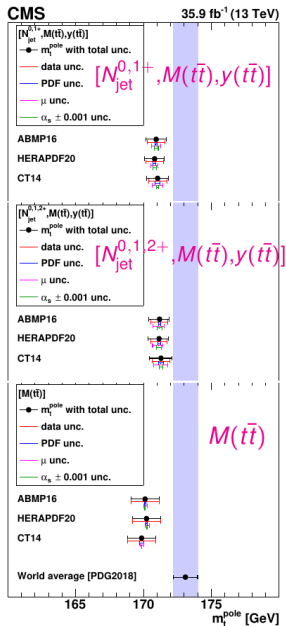 CMS 35.9 fb⁻¹ (13 TeV)
[N_jet^0,1+,M(tt̄),y(tt̄)]
m_t^pole with total unc.
data unc.
PDF unc.
μ unc.
α_s ± 0.001 unc.
[N_jet^0,1+, M(tt̄), y(tt̄)]
ABMP16
HERAPDF20
CT14
[N_jet^0,1,2+,M(tt̄),y(tt̄)]
m_t^pole with total unc.
data unc.
PDF unc.
μ unc.
α_s ± 0.001 unc.
[N_jet^0,1,2+, M(tt̄), y(tt̄)]
ABMP16
HERAPDF20
CT14
[M(tt̄)]
m_t^pole with total unc.
data unc.
PDF unc.
μ unc.
α_s ± 0.001 unc.
M(tt̄)
ABMP16
HERAPDF20
CT14
World average [PDG2018]
165 170 175
m_t^pole [GeV]